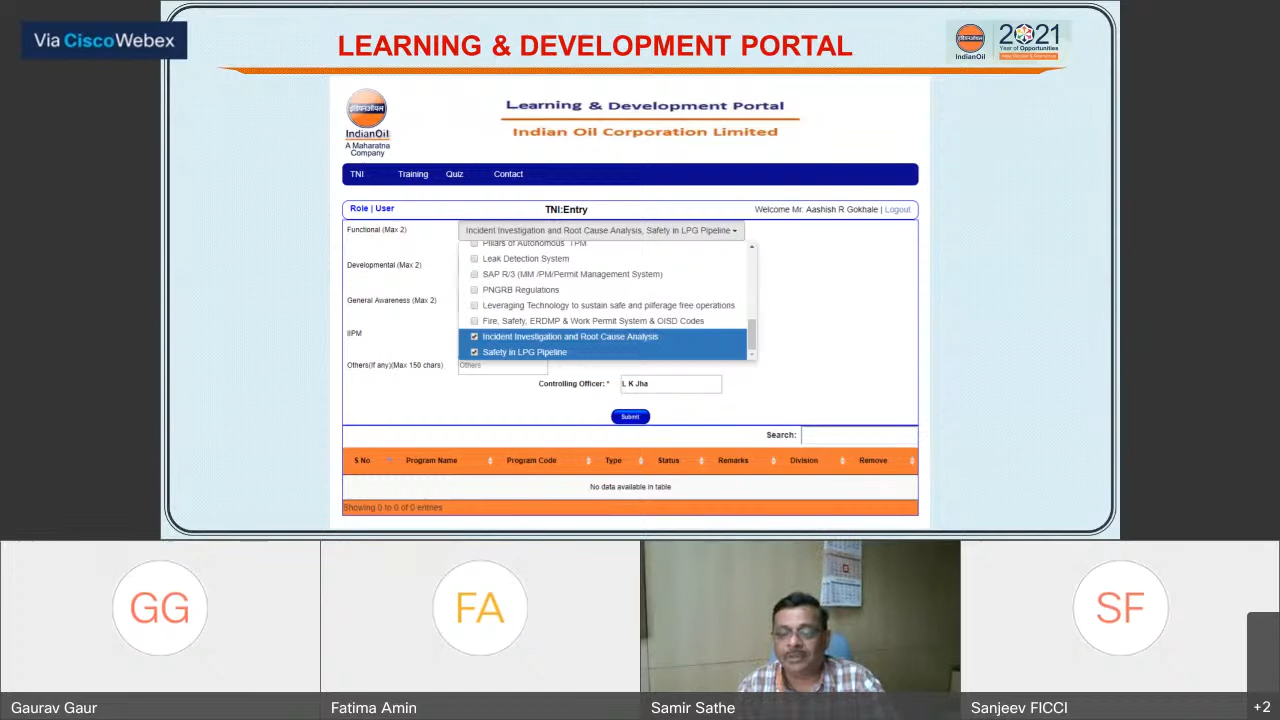 Via CiscoWebex
LEARNING & DEVELOPMENT PORTAL
IndianOil
2021
Year of Opportunities
इंडियनऑयल
IndianOil
A Maharatna
Company
Learning & Development Portal
Indian Oil Corporation Limited
TNI Training Quiz Contact
Role | User TNI:Entry Welcome Mr. Aashish R Gokhale | Logout
Functional (Max 2) Incident Investigation and Root Cause Analysis, Safety in LPG Pipeline
Pillars of Autonomous TPM
Leak Detection System
Developmental (Max 2)
SAP R/3 (MM /PM/Permit Management System)
PNGRB Regulations
General Awareness (Max 2)
Leveraging Technology to sustain safe and pilferage free operations
Fire, Safety, ERDMP & Work Permit System & OISD Codes
IIPM
Incident Investigation and Root Cause Analysis
Safety in LPG Pipeline
Others(If any)(Max 150 chars) Others
Controlling Officer: * L K Jha
Submit
Search:
S No Program Name Program Code Type Status Remarks Division Remove
No data available in table
Showing 0 to 0 of 0 entries
GG FA SF
Gaurav Gaur Fatima Amin Samir Sathe Sanjeev FICCI +2